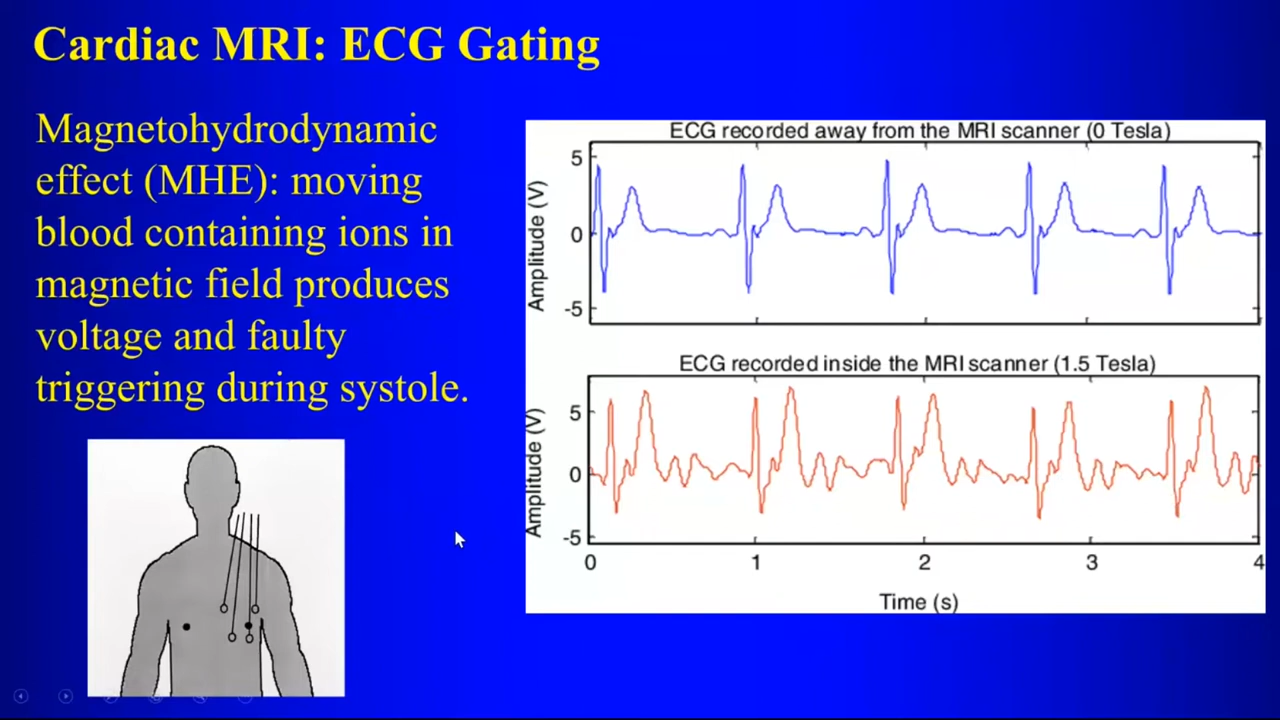 Cardiac MRI: ECG Gating
Magnetohydrodynamic
effect (MHE): moving
blood containing ions in
magnetic field produces
voltage and faulty
triggering during systole.
ECG recorded away from the MRI scanner (0 Tesla)
Amplitude (V)
5
0
-5
ECG recorded inside the MRI scanner (1.5 Tesla)
Amplitude (V)
5
0
-5
0 1 2 3 4
Time (s)